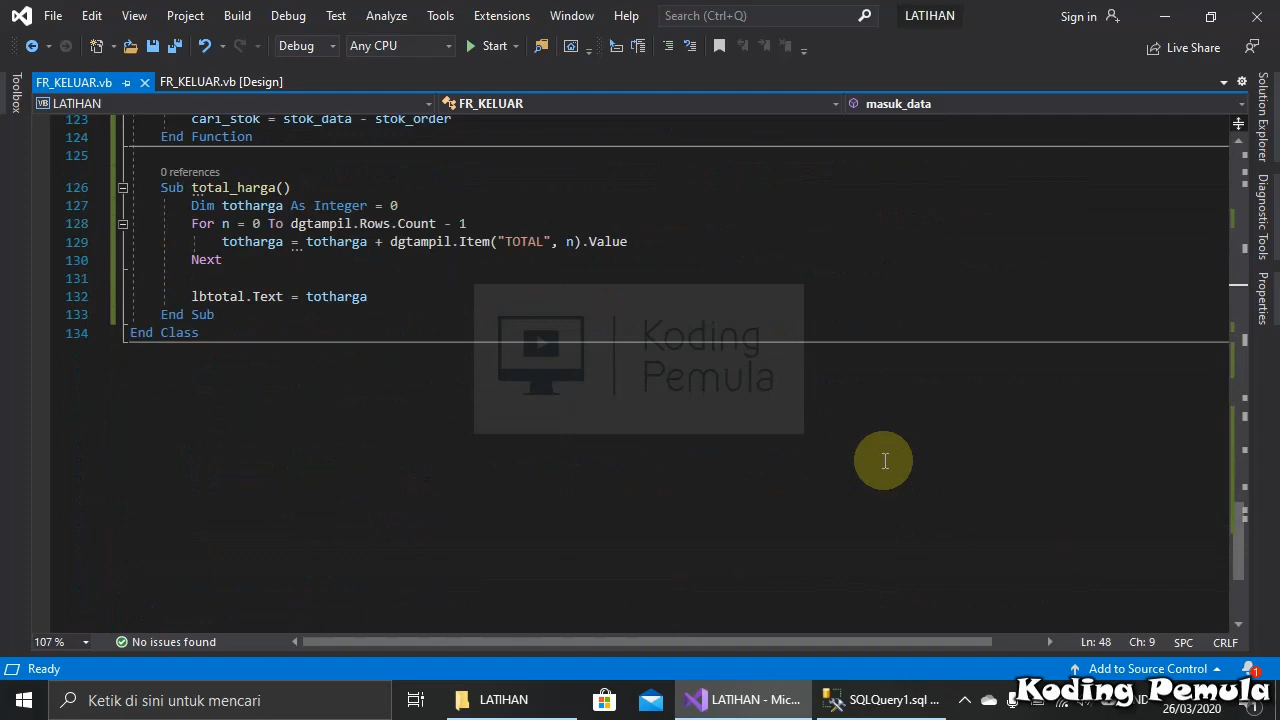 File Edit View Project Build Debug Test Analyze Tools Extensions Window Help Search (Ctrl+Q) LATIHAN Sign in
Debug Any CPU Start Live Share
FR_KELUAR.vb FR_KELUAR.vb [Design]
LATIHAN FR_KELUAR masuk_data
Toolbox
Solution Explorer
Diagnostic Tools
Properties
123 cari_stok = stok_data - stok_order
124 End Function
125
0 references
126 Sub total_harga()
127 Dim totharga As Integer = 0
128 For n = 0 To dgtampil.Rows.Count - 1
129 totharga = totharga + dgtampil.Item("TOTAL", n).Value
130 Next
131
132 lbtotal.Text = totharga
133 End Sub
134 End Class
Koding
Pemula
107 % No issues found Ln: 48 Ch: 9 SPC CRLF
Ready Add to Source Control 1
Ketik di sini untuk mencari LATIHAN LATIHAN - Mic... SQLQuery1.sql ...
Koding Pemula
26/03/2020